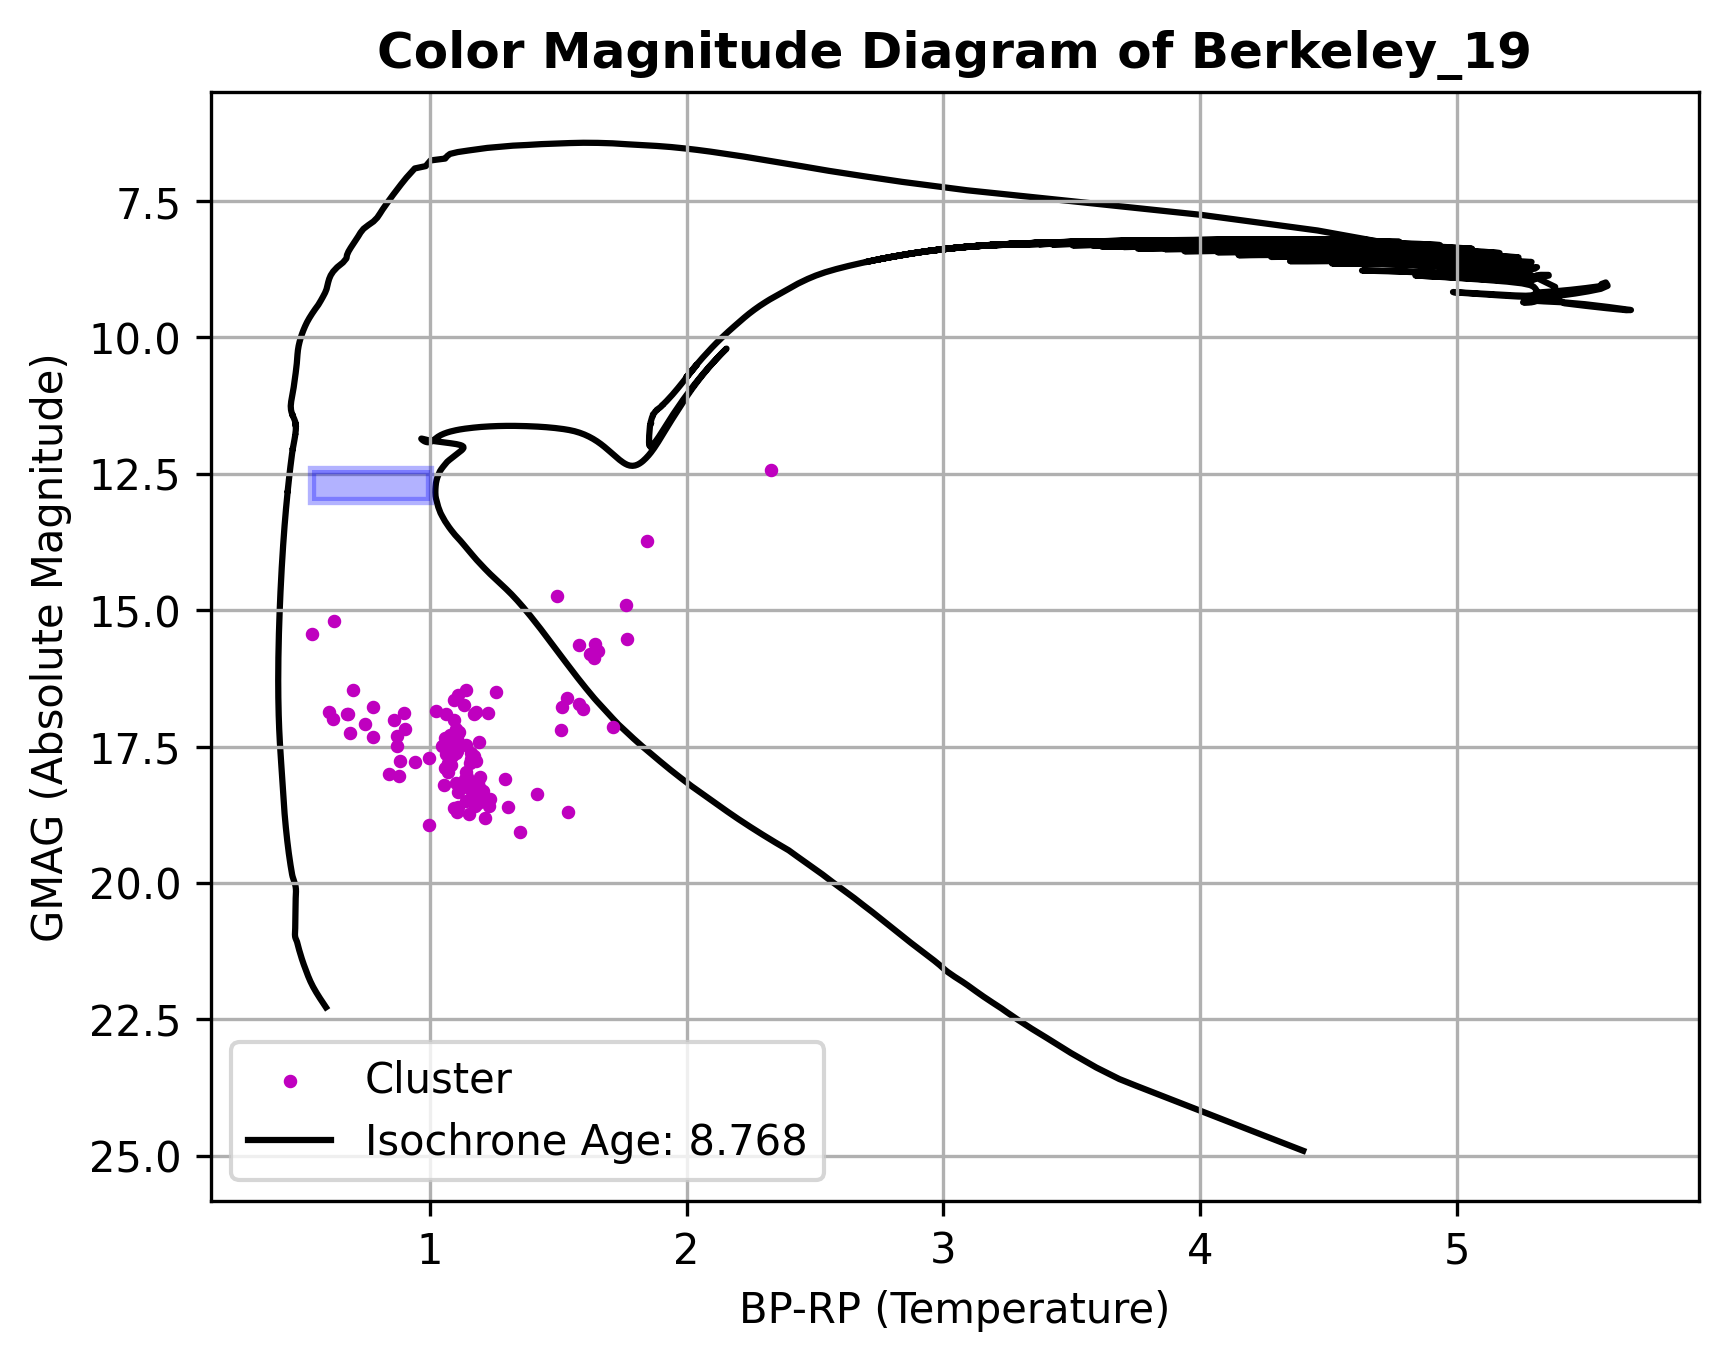 Color Magnitude Diagram of Berkeley_19
GMAG (Absolute Magnitude)
7.5
10.0
12.5
15.0
17.5
20.0
22.5
25.0
Cluster
Isochrone Age: 8.768
1 2 3 4 5
BP-RP (Temperature)